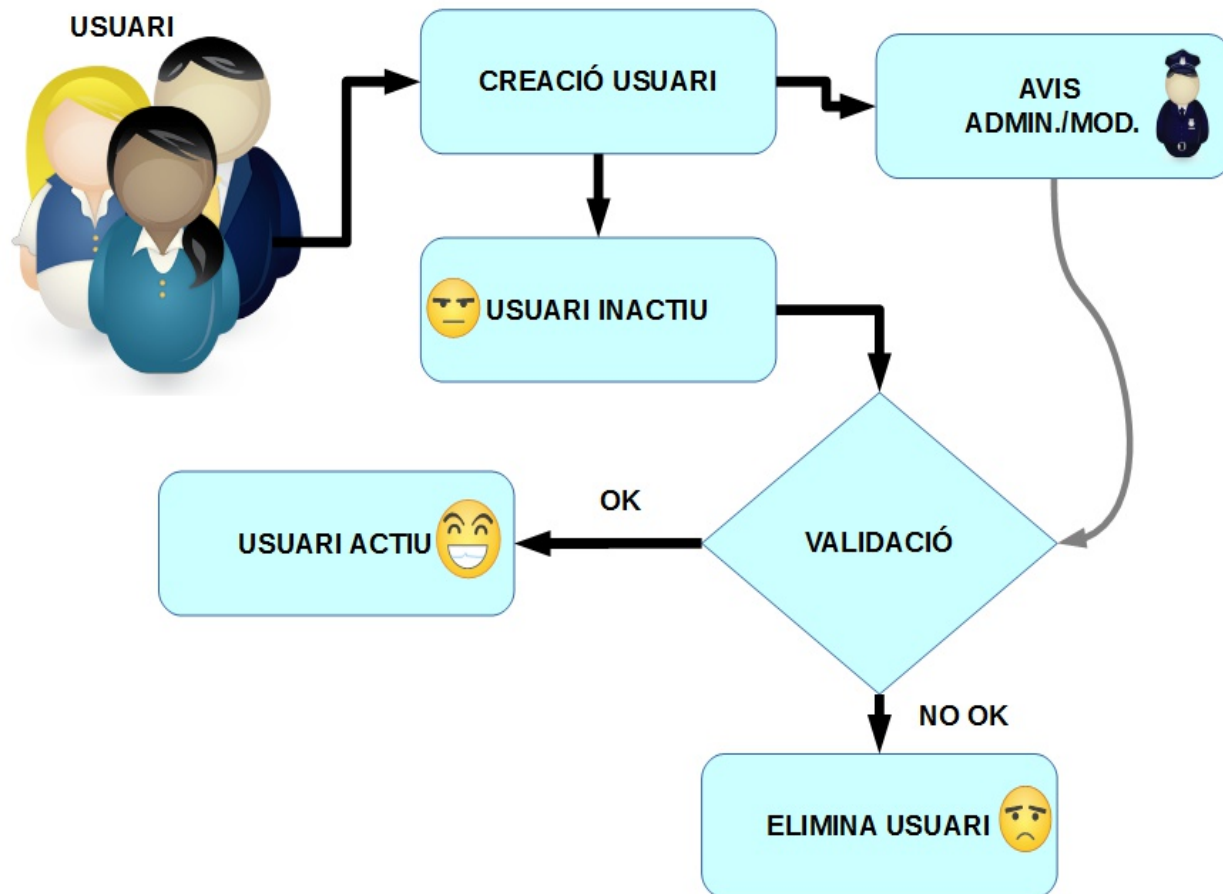 USUARI
CREACIÓ USUARI
AVIS
ADMIN./MOD.
USUARI INACTIU
OK
USUARI ACTIU
VALIDACIÓ
NO OK
ELIMINA USUARI